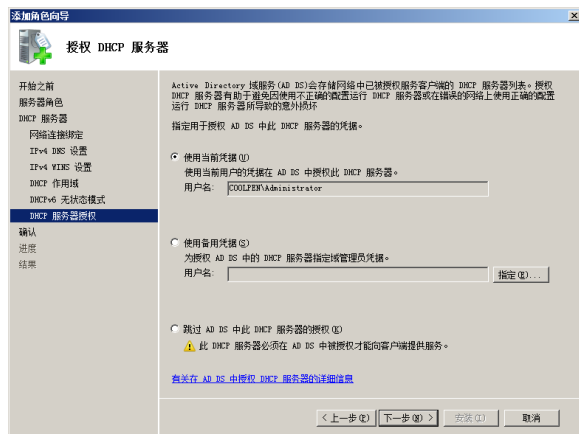 添加角色向导
授权 DHCP 服务器
开始之前
服务器角色
DHCP 服务器
网络连接绑定
IPv4 DNS 设置
IPv4 WINS 设置
DHCP 作用域
DHCPv6 无状态模式
DHCP 服务器授权
确认
进度
结果
Active Directory 域服务(AD DS)会存储网络中已被授权服务客户端的 DHCP 服务器列表。授权
DHCP 服务器有助于避免因使用不正确的配置运行 DHCP 服务器或在错误的网络上使用正确的配置
运行 DHCP 服务器所导致的意外损坏
指定用于授权 AD DS 中此 DHCP 服务器的凭据。
使用当前凭据(U)
使用当前用户的凭据在 AD DS 中授权此 DHCP 服务器。
用户名: COOLPEN\Administrator
使用备用凭据(S)
为授权 AD DS 中的 DHCP 服务器指定域管理员凭据。
用户名: 指定(E)...
跳过 AD DS 中此 DHCP 服务器的授权(K)
此 DHCP 服务器必须在 AD DS 中被授权才能向客户端提供服务。
有关在 AD DS 中授权 DHCP 服务器的详细信息
< 上一步(P) 下一步(N) > 安装(I) 取消